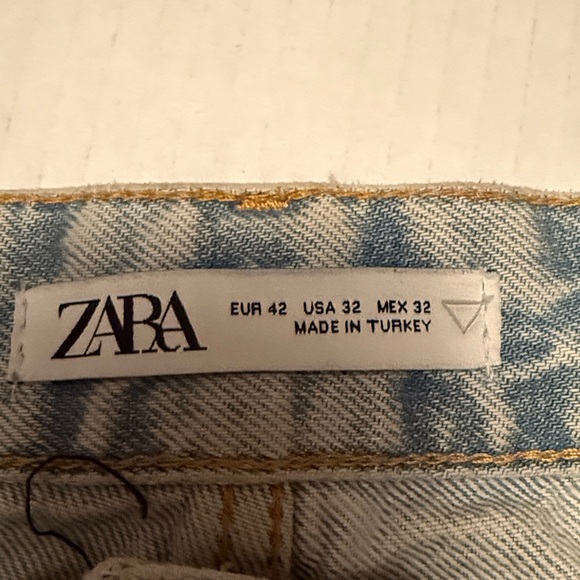 ZARA
EUR 42 USA 32 MEX 32
MADE IN TURKEY